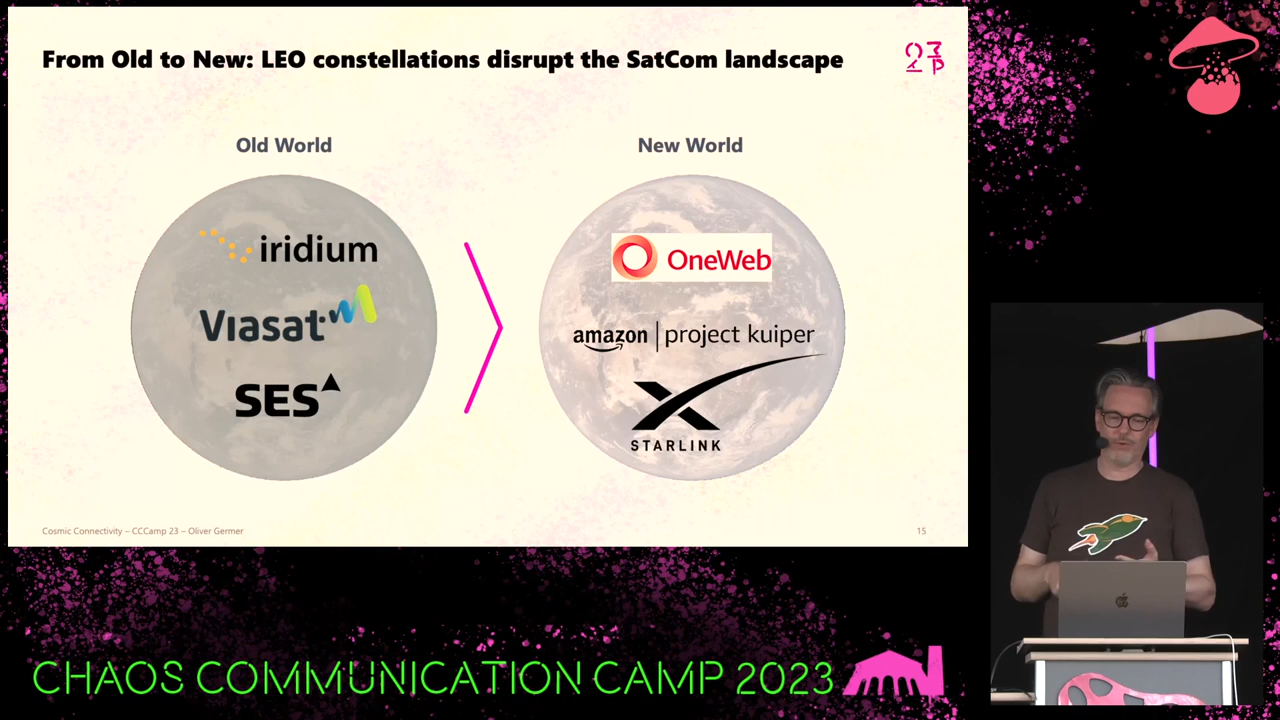 From Old to New: LEO constellations disrupt the SatCom landscape
Old World
New World
iridium
Viasat
SES
OneWeb
amazon | project kuiper
STARLINK
Cosmic Connectivity – CCCamp 23 – Oliver Germer
15
CHAOS COMMUNICATION CAMP 2023